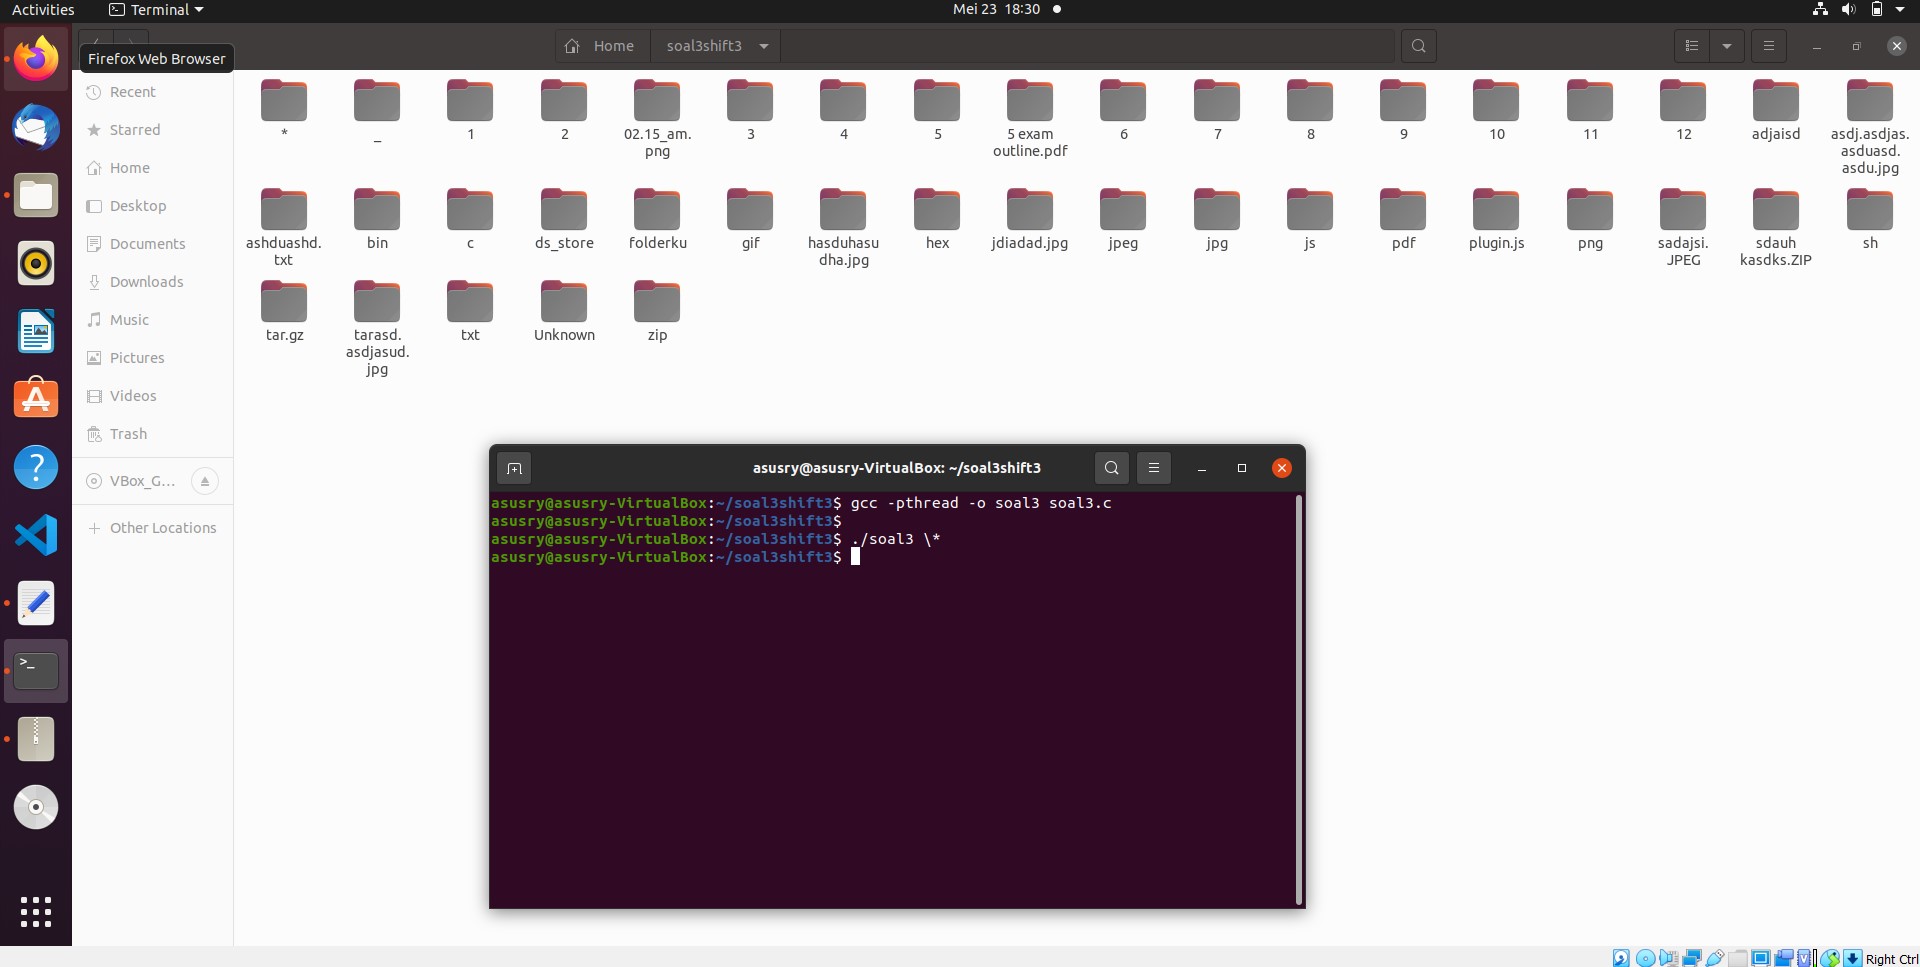 Activities
Terminal
Mei 23 18:30
Firefox Web Browser
Home
soal3shift3
Recent
Starred
Home
Desktop
Documents
Downloads
Music
Pictures
Videos
Trash
VBox_G...
Other Locations
*
_
1
2
02.15_am.
png
3
4
5
5 exam
outline.pdf
6
7
8
9
10
11
12
adjaisd
asdj.asdjas.
asduasd.
asdu.jpg
ashduashd.
txt
bin
c
ds_store
folderku
gif
hasduhasu
dha.jpg
hex
jdiadad.jpg
jpeg
jpg
js
pdf
plugin.js
png
sadajsi.
JPEG
sdauh
kasdks.ZIP
sh
tar.gz
tarasd.
asdjasud.
jpg
txt
Unknown
zip
asusry@asusry-VirtualBox: ~/soal3shift3
asusry@asusry-VirtualBox:~/soal3shift3$ gcc -pthread -o soal3 soal3.c
asusry@asusry-VirtualBox:~/soal3shift3$
asusry@asusry-VirtualBox:~/soal3shift3$ ./soal3 \*
asusry@asusry-VirtualBox:~/soal3shift3$
Right Ctrl